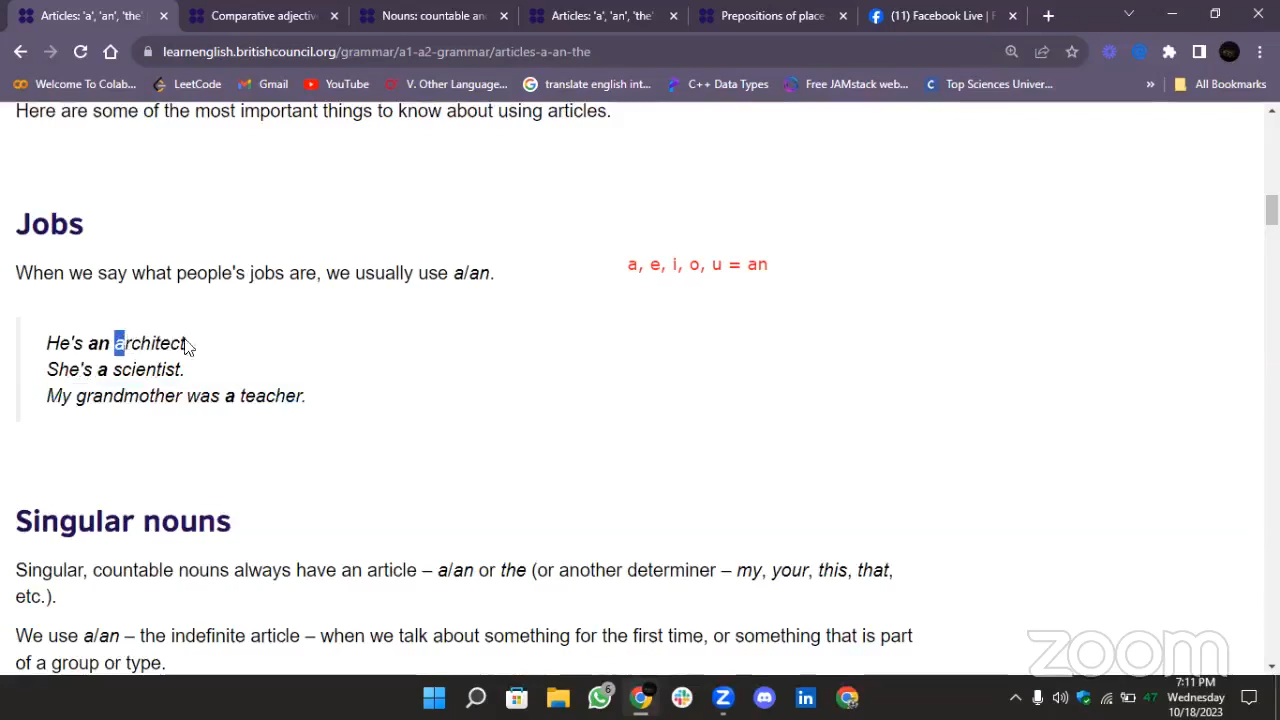 Articles: 'a', 'an', 'the'
Comparative adjectiv
Nouns: countable an
Articles: 'a', 'an', 'the'
Prepositions of place
(11) Facebook Live | F
learnenglish.britishcouncil.org/grammar/a1-a2-grammar/articles-a-an-the
Welcome To Colab...
LeetCode
Gmail
YouTube
V. Other Language...
translate english int...
C++ Data Types
Free JAMstack web...
Top Sciences Univer...
»
All Bookmarks
Here are some of the most important things to know about using articles.
Jobs
When we say what people's jobs are, we usually use a/an.
a, e, i, o, u = an
He's an architect
She's a scientist.
My grandmother was a teacher.
Singular nouns
Singular, countable nouns always have an article – a/an or the (or another determiner – my, your, this, that,
etc.).
We use a/an – the indefinite article – when we talk about something for the first time, or something that is part
of a group or type.
zoom
6
47
7:11 PM
Wednesday
10/18/2023